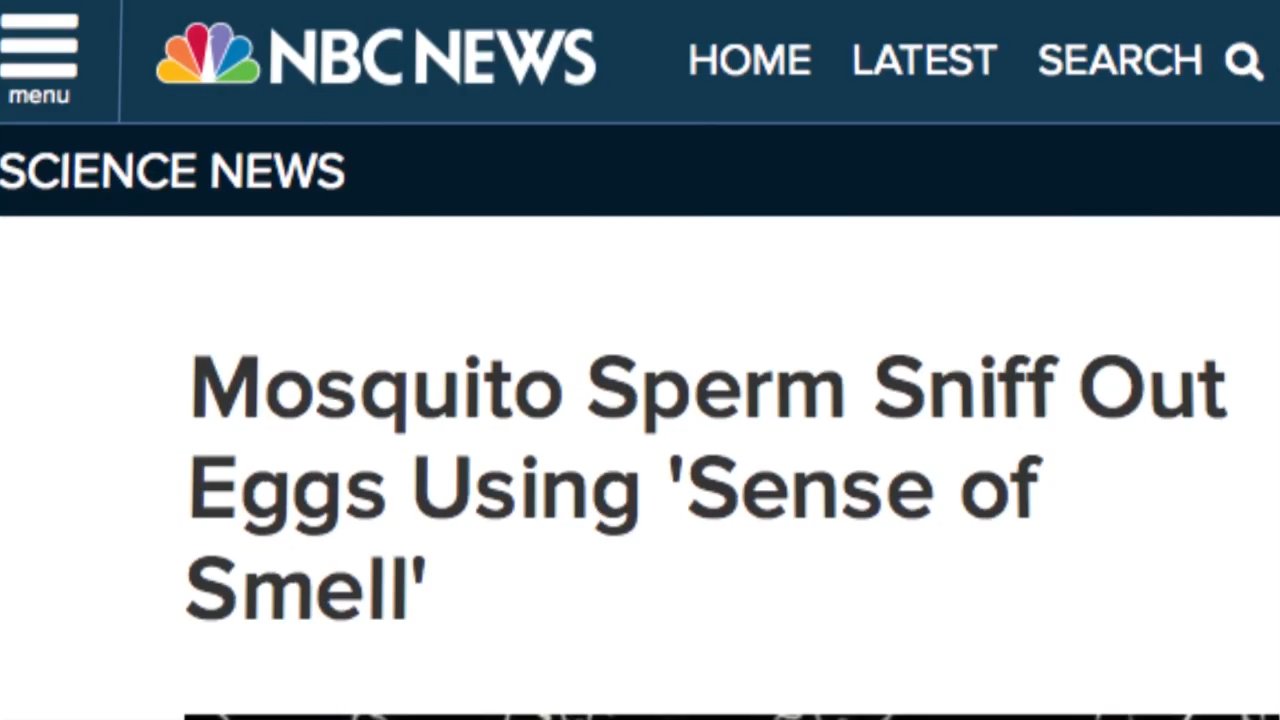 NBC NEWS HOME LATEST SEARCH
menu
SCIENCE NEWS
Mosquito Sperm Sniff Out
Eggs Using 'Sense of
Smell'